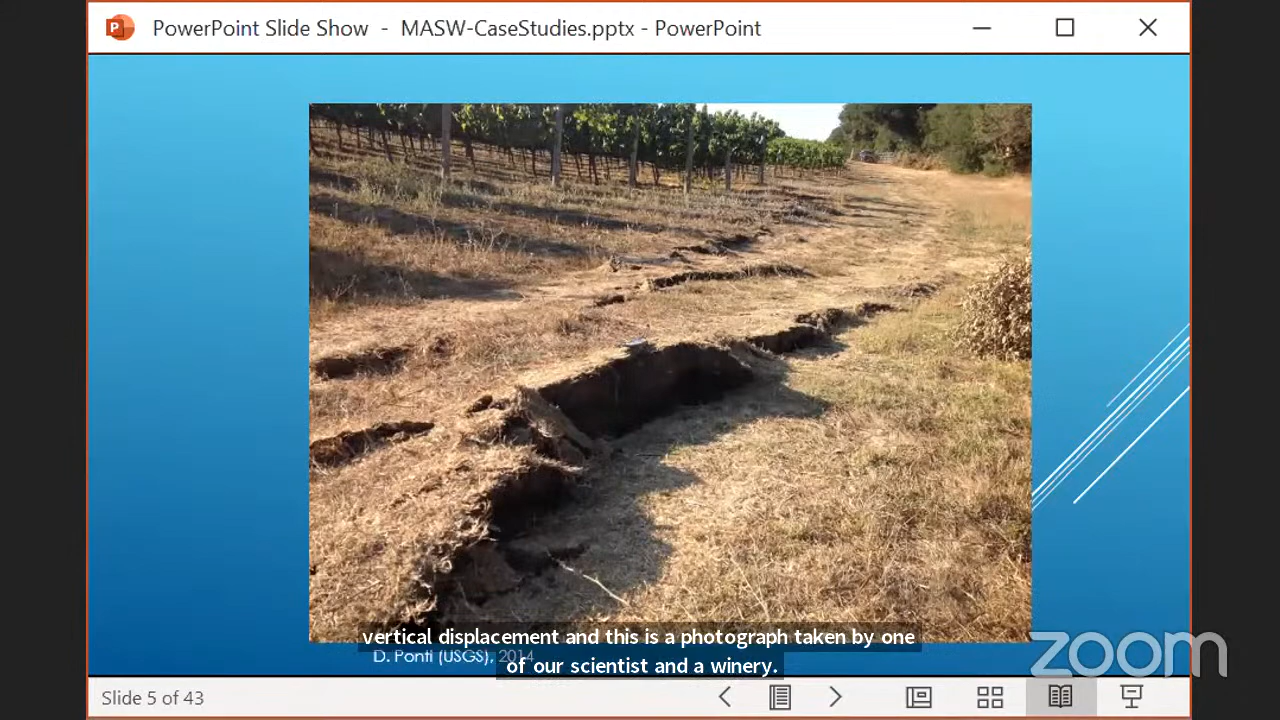 PowerPoint Slide Show - MASW-CaseStudies.pptx - PowerPoint
vertical displacement and this is a photograph taken by one
D. Ponti (USGS), 2014
of our scientist and a winery.
zoom
Slide 5 of 43